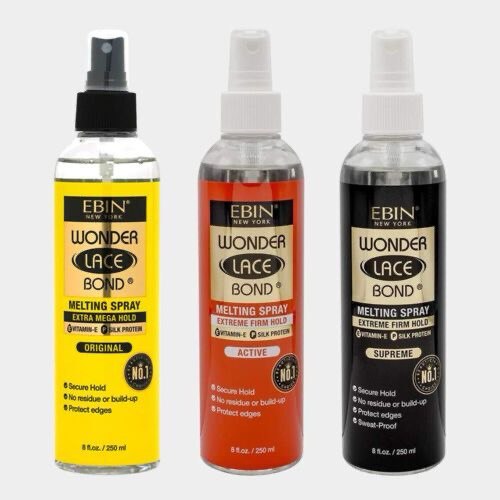 EBIN®
NEW YORK
WONDER
LACE
BOND®
MELTING SPRAY
EXTRA MEGA HOLD
VITAMIN-E
P SILK PROTEIN
ORIGINAL
No.1
Secure Hold
No residue or build-up
Protect edges
8 fl.oz. / 250 ml
EBIN®
NEW YORK
WONDER
LACE
BOND®
MELTING SPRAY
EXTREME FIRM HOLD
VITAMIN-E
P SILK PROTEIN
ACTIVE
No.1
Secure Hold
No residue or build-up
Protect edges
8 fl.oz. / 250 ml
EBIN®
NEW YORK
WONDER
LACE
BOND®
MELTING SPRAY
EXTREME FIRM HOLD
VITAMIN-E
P SILK PROTEIN
SUPREME
No.1
Secure Hold
No residue or build-up
Protect edges
Sweat-Proof
8 fl.oz. / 250 ml